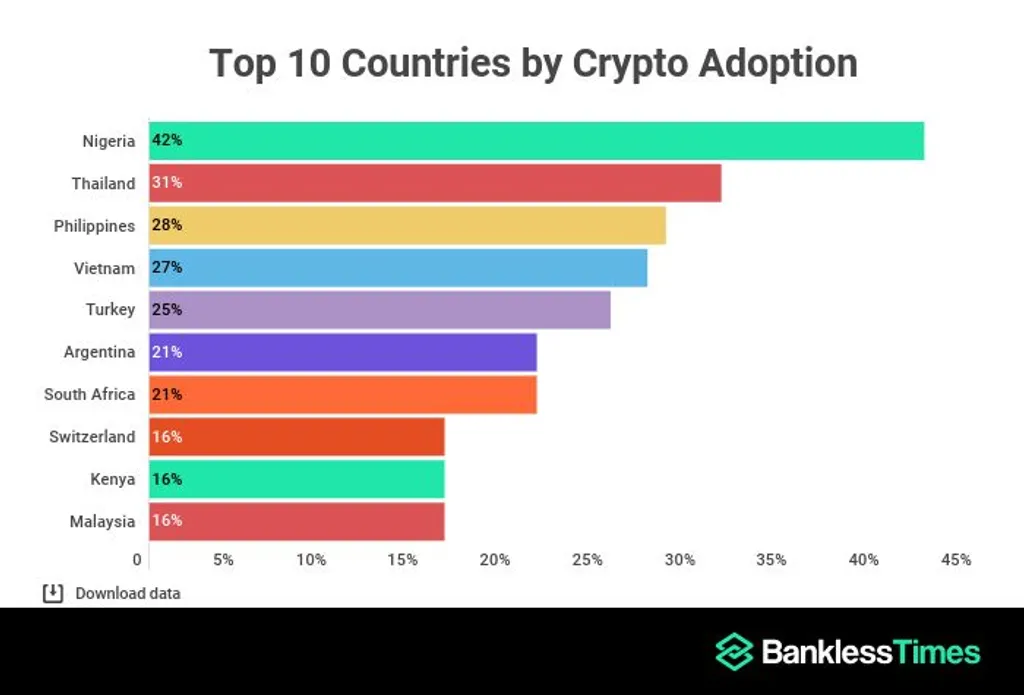 Top 10 Countries by Crypto Adoption
Nigeria 42%
Thailand 31%
Philippines 28%
Vietnam 27%
Turkey 25%
Argentina 21%
South Africa 21%
Switzerland 16%
Kenya 16%
Malaysia 16%
0 5% 10% 15% 20% 25% 30% 35% 40% 45%
Download data
BanklessTimes